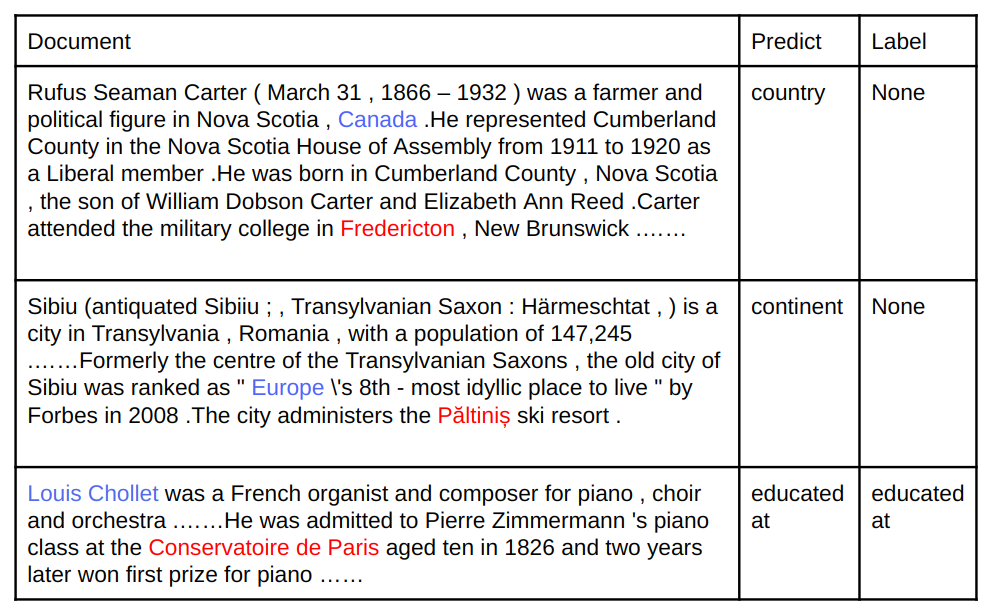 Document Predict Label
Rufus Seaman Carter ( March 31 , 1866 – 1932 ) was a farmer and country None
political figure in Nova Scotia , Canada .He represented Cumberland
County in the Nova Scotia House of Assembly from 1911 to 1920 as
a Liberal member .He was born in Cumberland County , Nova Scotia
, the son of William Dobson Carter and Elizabeth Ann Reed .Carter
attended the military college in Fredericton , New Brunswick .……
Sibiu (antiquated Sibiiu ; , Transylvanian Saxon : Härmeschtat , ) is a continent None
city in Transylvania , Romania , with a population of 147,245
.……Formerly the centre of the Transylvanian Saxons , the old city of
Sibiu was ranked as " Europe \'s 8th - most idyllic place to live " by
Forbes in 2008 .The city administers the Păltiniș ski resort .
Louis Chollet was a French organist and composer for piano , choir educated educated
and orchestra .……He was admitted to Pierre Zimmermann 's piano at at
class at the Conservatoire de Paris aged ten in 1826 and two years
later won first prize for piano ……